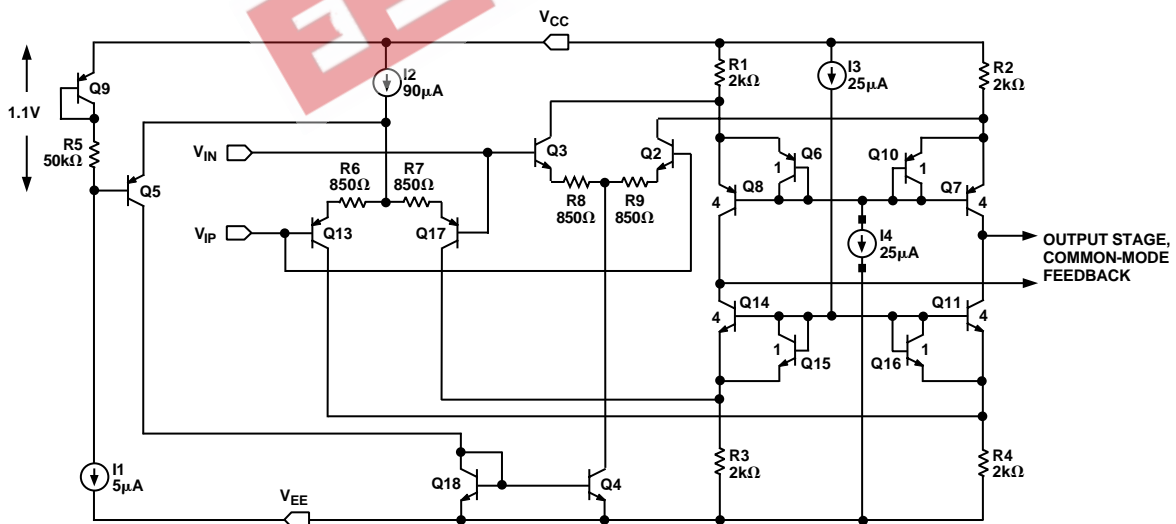 VCC
1.1V
Q9
R5
50kΩ
I2
90μA
R1
2kΩ
I3
25μA
R2
2kΩ
VIN
Q5
R6
850Ω
R7
850Ω
Q3
Q2
R8
850Ω
R9
850Ω
Q6
1
Q10
1
Q8
4
Q7
4
VIP
Q13
Q17
I4
25μA
OUTPUT STAGE,
COMMON-MODE
FEEDBACK
Q14
4
Q11
4
1
Q15
Q16
1
I1
5μA
Q18
Q4
R3
2kΩ
R4
2kΩ
VEE